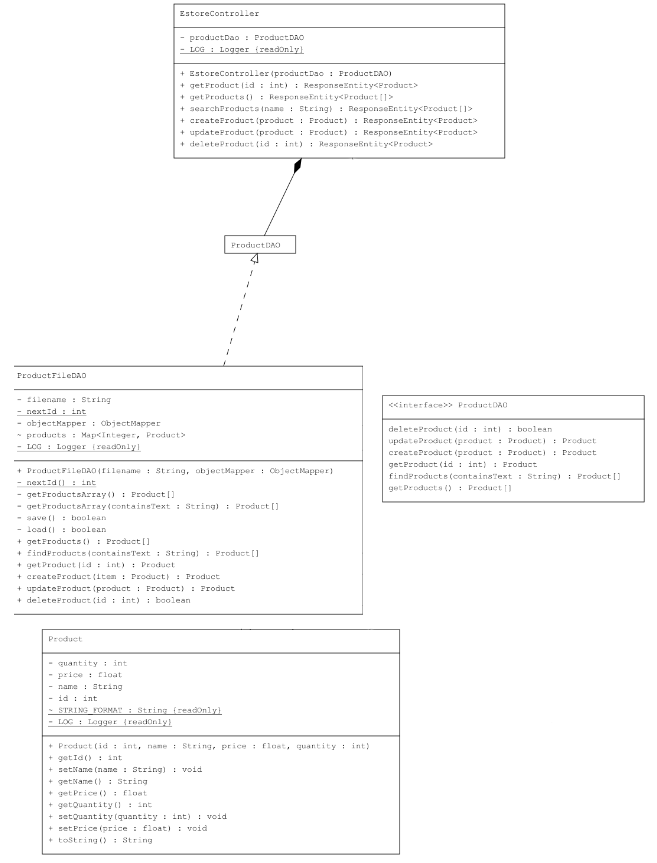 EstoreController
- productDao : ProductDAO
- LOG : Logger {readOnly}
+ EstoreController(productDao : ProductDAO)
+ getProduct(id : int) : ResponseEntity<Product>
+ getProducts() : ResponseEntity<Product[]>
+ searchProducts(name : String) : ResponseEntity<Product[]>
+ createProduct(product : Product) : ResponseEntity<Product>
+ updateProduct(product : Product) : ResponseEntity<Product>
+ deleteProduct(id : int) : ResponseEntity<Product>
ProductDAO
ProductFileDAO
- filename : String
- nextId : int
- objectMapper : ObjectMapper
~ products : Map<Integer, Product>
- LOG : Logger {readOnly}
+ ProductFileDAO(filename : String, objectMapper : ObjectMapper)
- nextId() : int
- getProductsArray() : Product[]
- getProductsArray(containsText : String) : Product[]
- save() : boolean
- load() : boolean
+ getProducts() : Product[]
+ findProducts(containsText : String) : Product[]
+ getProduct(id : int) : Product
+ createProduct(item : Product) : Product
+ updateProduct(product : Product) : Product
+ deleteProduct(id : int) : boolean
<<interface>> ProductDAO
deleteProduct(id : int) : boolean
updateProduct(product : Product) : Product
createProduct(product : Product) : Product
getProduct(id : int) : Product
findProducts(containsText : String) : Product[]
getProducts() : Product[]
Product
- quantity : int
- price : float
- name : String
- id : int
~ STRING_FORMAT : String {readOnly}
- LOG : Logger {readOnly}
+ Product(id : int, name : String, price : float, quantity : int)
+ getId() : int
+ setName(name : String) : void
+ getName() : String
+ getPrice() : float
+ getQuantity() : int
+ setQuantity(quantity : int) : void
+ setPrice(price : float) : void
+ toString() : String